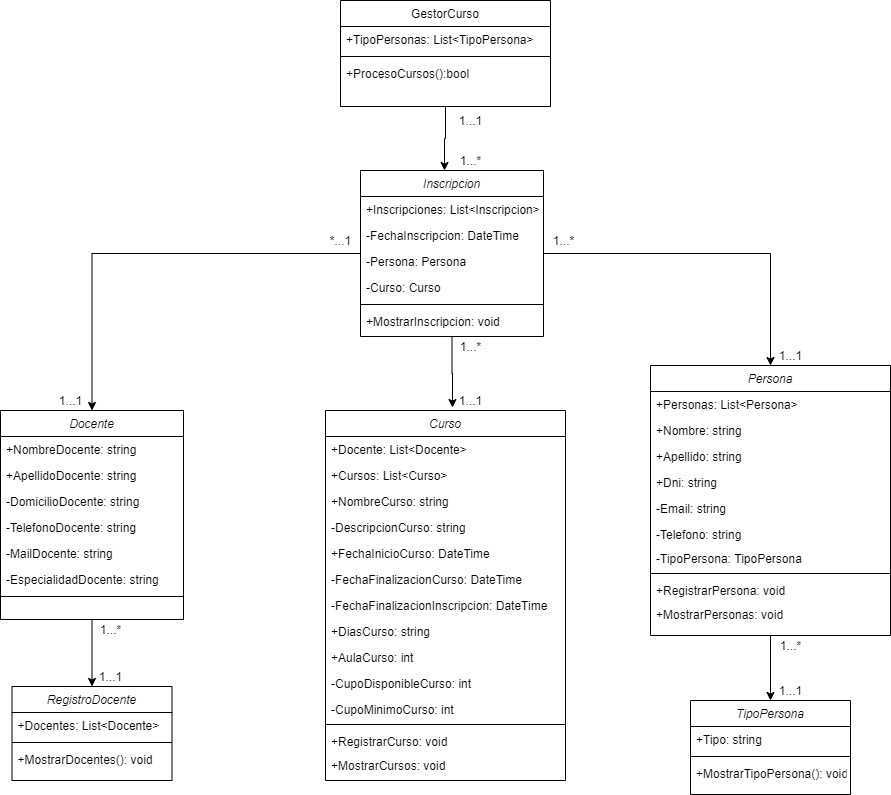 GestorCurso
+TipoPersonas: List<TipoPersona>
+ProcesoCursos():bool
1...1
1...*
Inscripcion
+Inscripciones: List<Inscripcion>
-FechaInscripcion: DateTime
-Persona: Persona
-Curso: Curso
+MostrarInscripcion: void
*...1
1...*
1...*
1...1
1...1
1...1
Docente
+NombreDocente: string
+ApellidoDocente: string
-DomicilioDocente: string
-TelefonoDocente: string
-MailDocente: string
-EspecialidadDocente: string
1...*
1...1
RegistroDocente
+Docentes: List<Docente>
+MostrarDocentes(): void
Curso
+Docente: List<Docente>
+Cursos: List<Curso>
+NombreCurso: string
-DescripcionCurso: string
+FechaInicioCurso: DateTime
-FechaFinalizacionCurso: DateTime
-FechaFinalizacionInscripcion: DateTime
+DiasCurso: string
+AulaCurso: int
-CupoDisponibleCurso: int
-CupoMinimoCurso: int
+RegistrarCurso: void
+MostrarCursos: void
Persona
+Personas: List<Persona>
+Nombre: string
+Apellido: string
+Dni: string
-Email: string
-Telefono: string
-TipoPersona: TipoPersona
+RegistrarPersona: void
+MostrarPersonas: void
1...*
1...1
TipoPersona
+Tipo: string
+MostrarTipoPersona(): void